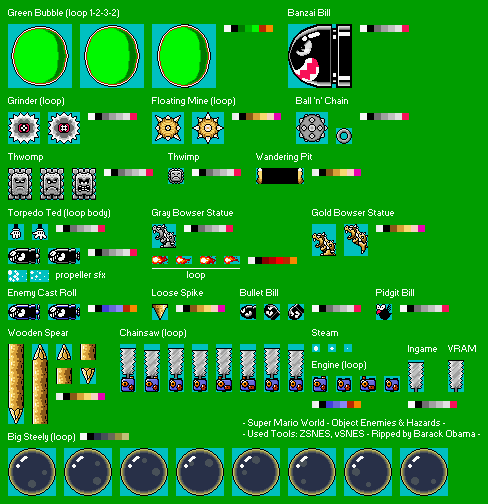 Green Bubble (loop 1-2-3-2)
Banzai Bill
Grinder (loop)
Floating Mine (loop)
Ball 'n' Chain
Thwomp
Thwimp
Wandering Pit
Torpedo Ted (loop body)
Gray Bowser Statue
Gold Bowser Statue
propeller sfx
loop
Enemy Cast Roll
Loose Spike
Bullet Bill
Pidgit Bill
Wooden Spear
Chainsaw (loop)
Steam
Ingame
VRAM
Engine (loop)
- Super Mario World - Object Enemies & Hazards -
- Used Tools: ZSNES, vSNES - Ripped by Barack Obama -
Big Steely (loop)